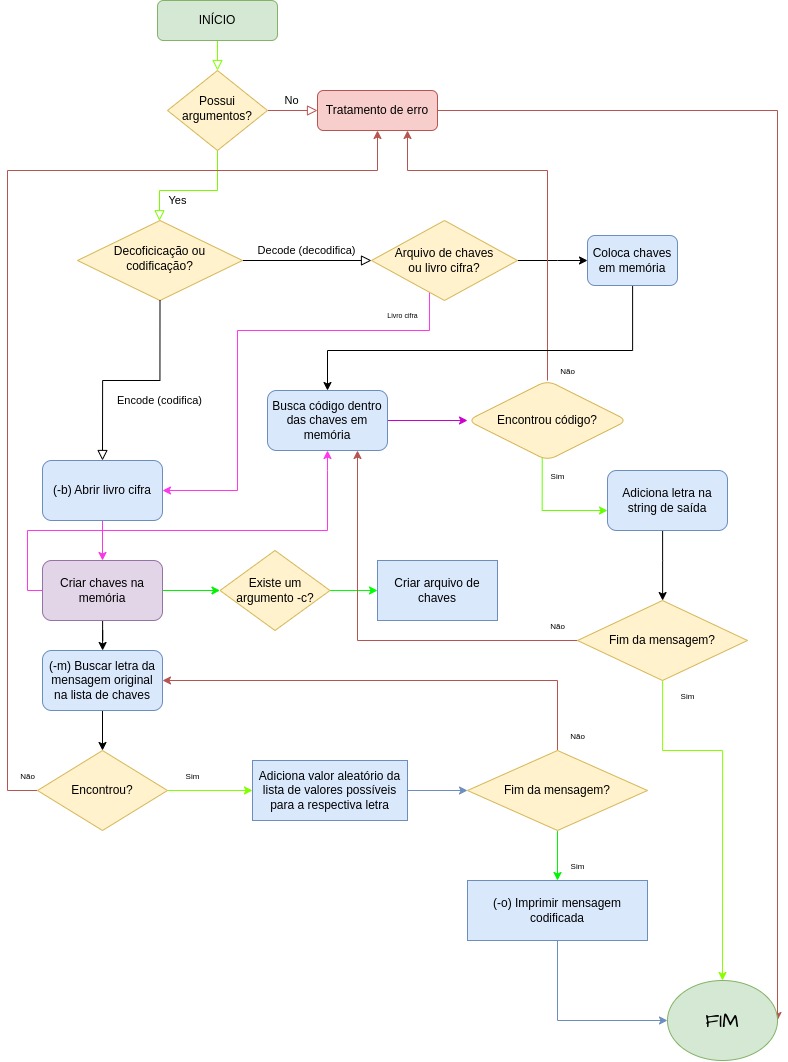 INÍCIO
Possui
argumentos?
No
Tratamento de erro
Yes
Decoficicação ou
codificação?
Decode (decodifica)
Arquivo de chaves
ou livro cifra?
Coloca chaves
em memória
Livro cifra
Encode (codifica)
Busca código dentro
das chaves em
memória
Não
Encontrou código?
Sim
(-b) Abrir livro cifra
Adiciona letra na
string de saída
Criar chaves na
memória
Existe um
argumento -c?
Criar arquivo de
chaves
Não
Fim da mensagem?
Sim
(-m) Buscar letra da
mensagem original
na lista de chaves
Não
Não
Encontrou?
Sim
Adiciona valor aleatório da
lista de valores possíveis
para a respectiva letra
Fim da mensagem?
Sim
(-o) Imprimir mensagem
codificada
FIM